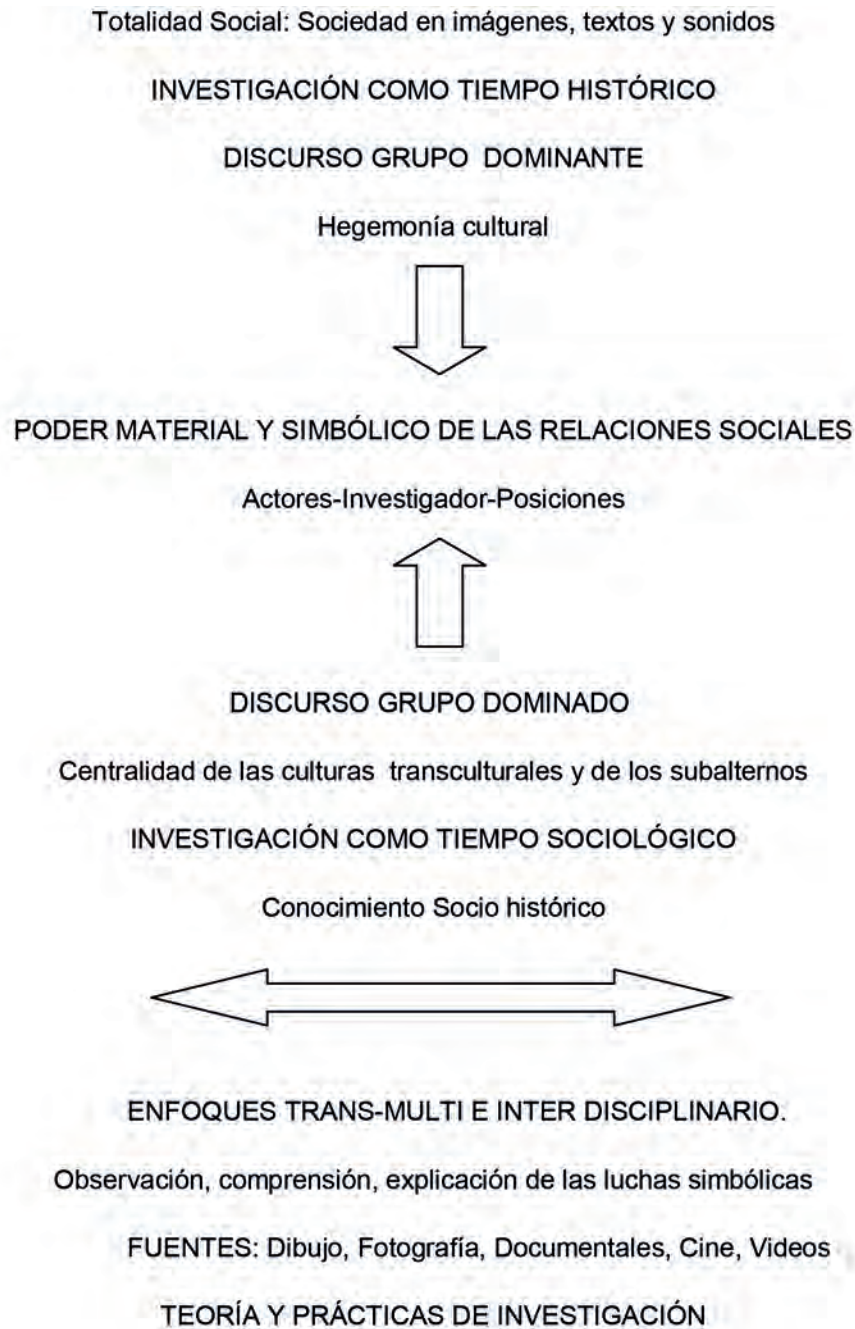 Totalidad Social: Sociedad en imágenes, textos y sonidos
INVESTIGACIÓN COMO TIEMPO HISTÓRICO
DISCURSO GRUPO DOMINANTE
Hegemonía cultural
PODER MATERIAL Y SIMBÓLICO DE LAS RELACIONES SOCIALES
Actores-Investigador-Posiciones
DISCURSO GRUPO DOMINADO
Centralidad de las culturas transculturales y de los subalternos
INVESTIGACIÓN COMO TIEMPO SOCIOLÓGICO
Conocimiento Socio histórico
ENFOQUES TRANS-MULTI E INTER DISCIPLINARIO.
Observación, comprensión, explicación de las luchas simbólicas
FUENTES: Dibujo, Fotografía, Documentales, Cine, Videos
TEORÍA Y PRÁCTICAS DE INVESTIGACIÓN